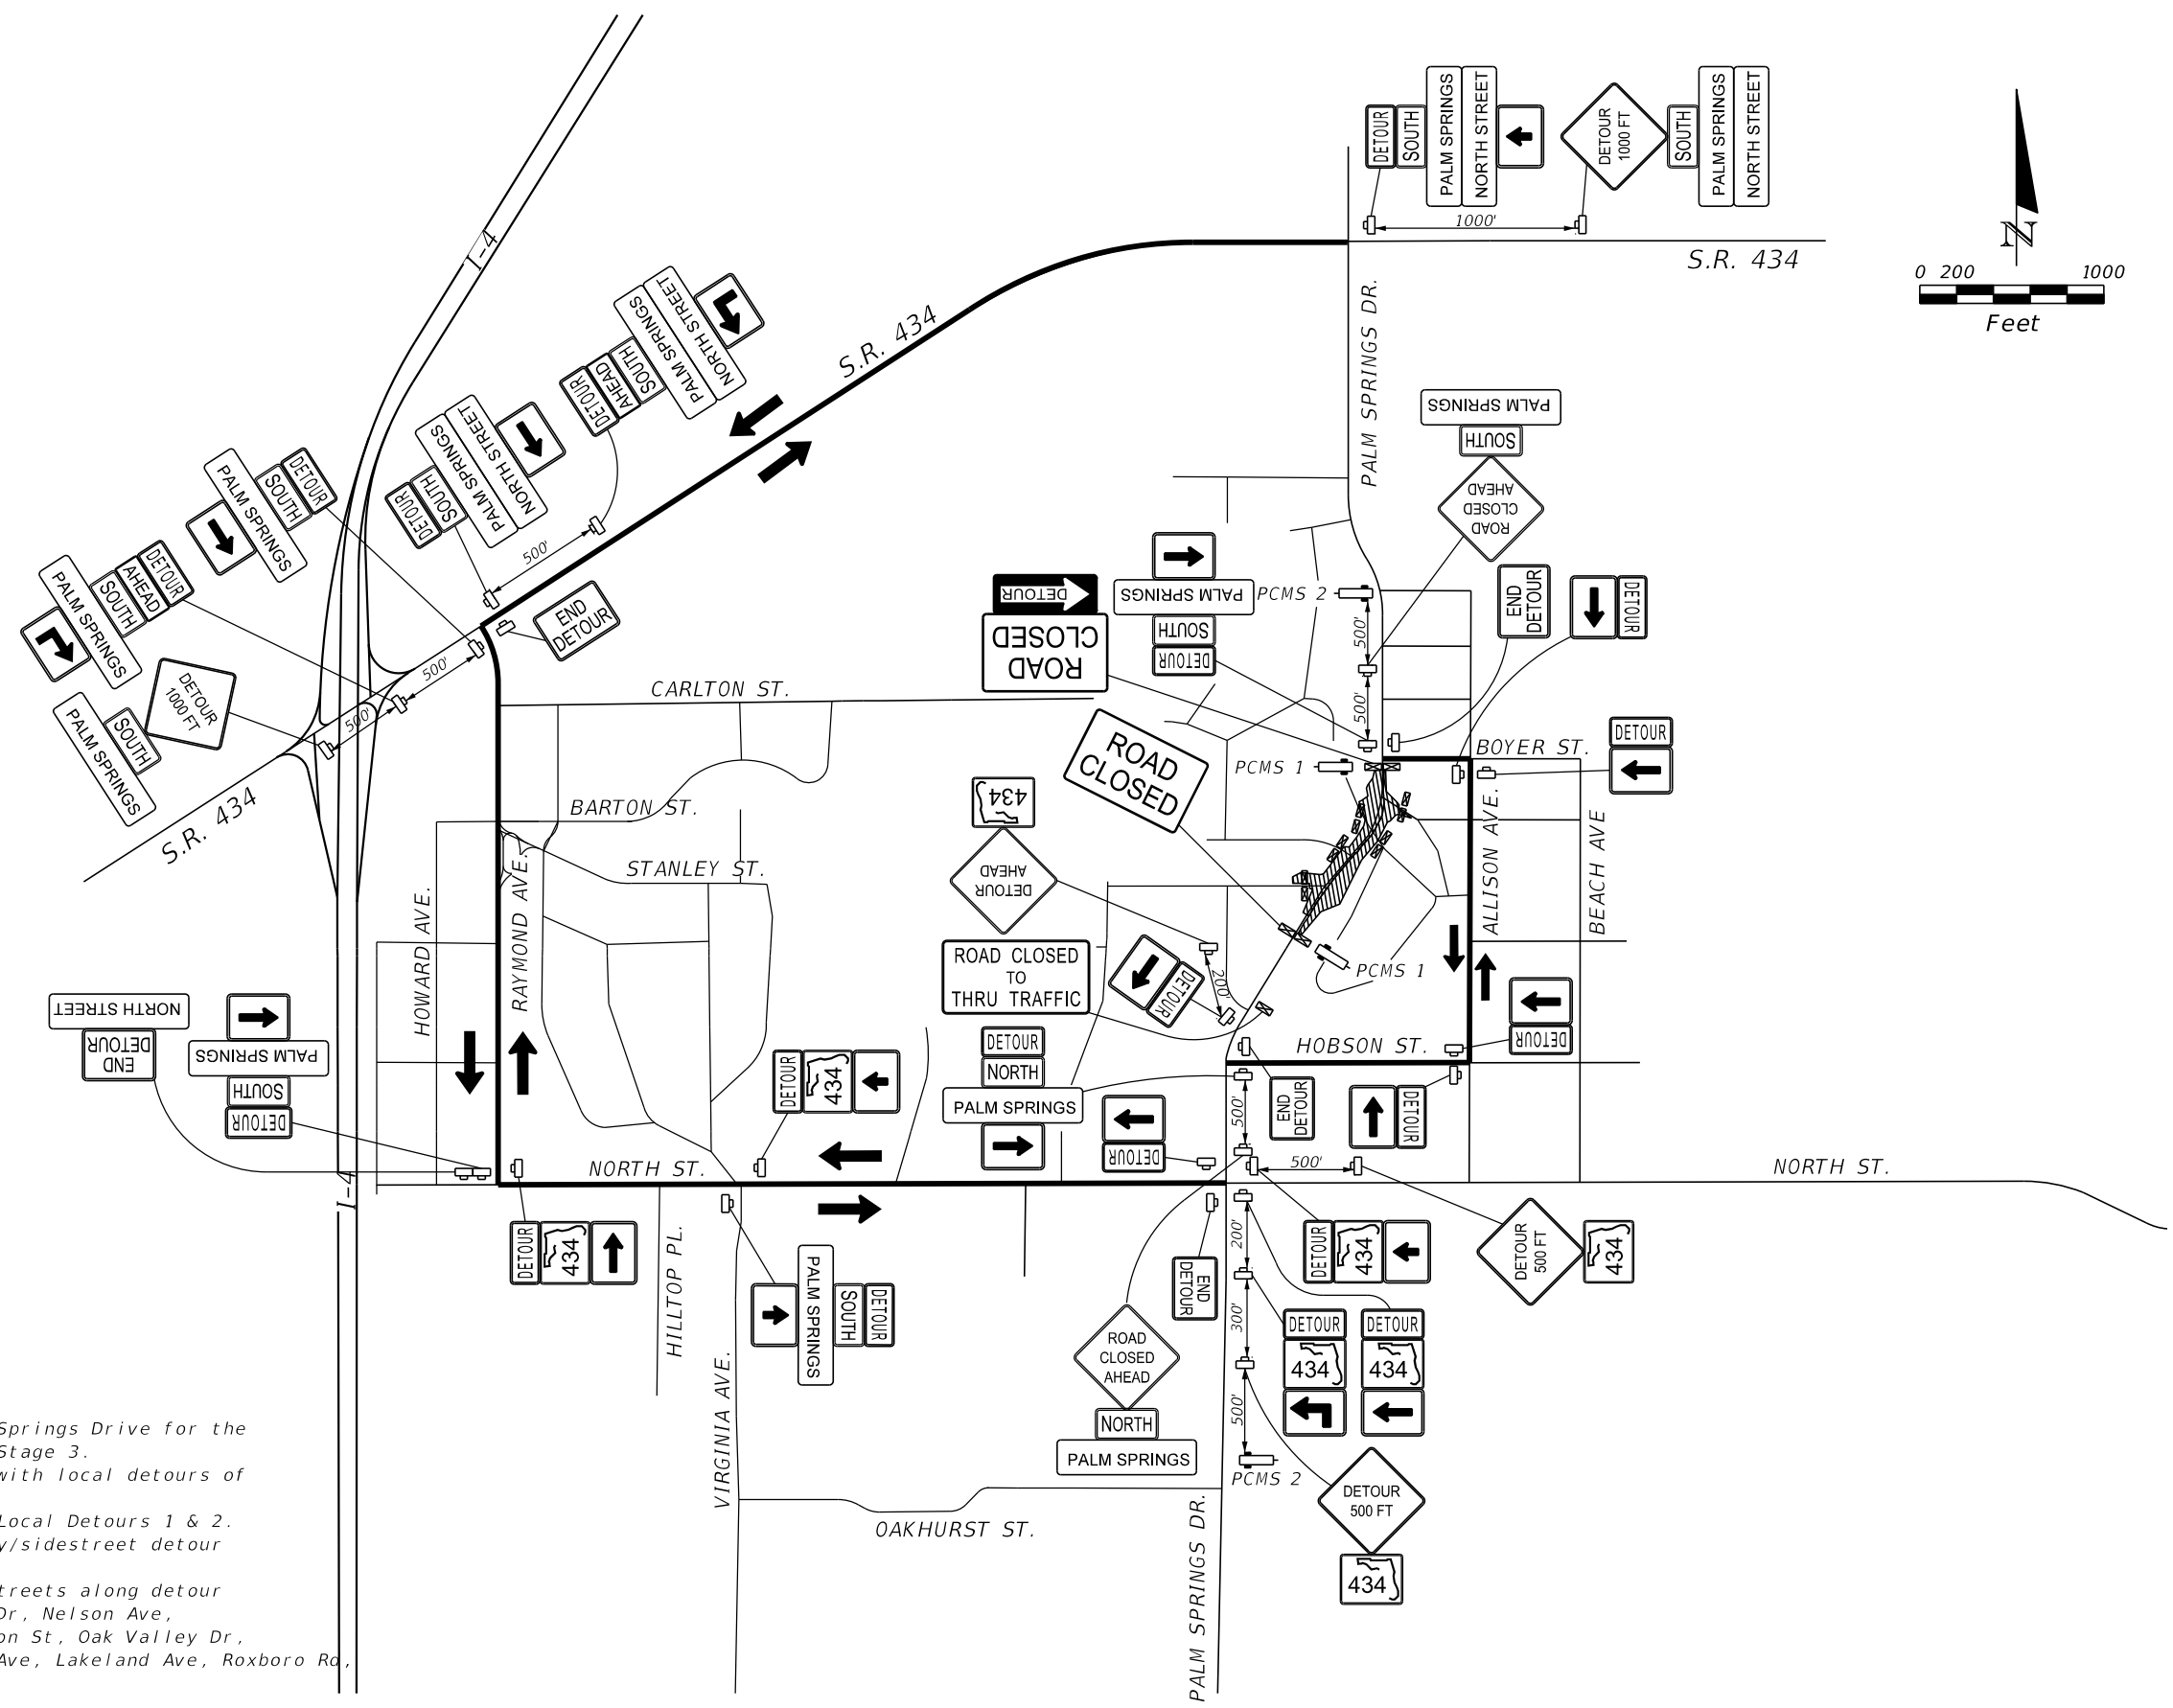 DETOUR
SOUTH
PALM SPRINGS
NORTH STREET
DETOUR
1000 FT
SOUTH
PALM SPRINGS
NORTH STREET
1000'
S.R. 434
N
0 200 1000
Feet
I-4
S.R. 434
PALM SPRINGS DR.
DETOUR
AHEAD
SOUTH
PALM SPRINGS
NORTH STREET
DETOUR
SOUTH
PALM SPRINGS
NORTH STREET
500'
DETOUR
SOUTH
PALM SPRINGS
DETOUR
AHEAD
SOUTH
PALM SPRINGS
DETOUR
1000 FT
SOUTH
PALM SPRINGS
500'
500'
END
DETOUR
S.R. 434
ROAD
CLOSED
AHEAD
SOUTH
PALM SPRINGS
DETOUR
SOUTH
PALM SPRINGS
PCMS 2
500'
500'
ROAD
CLOSED
DETOUR
END
DETOUR
DETOUR
DETOUR
BOYER ST.
PCMS 1
ROAD
CLOSED
CARLTON ST.
BARTON ST.
STANLEY ST.
HOWARD AVE.
RAYMOND AVE.
DETOUR
AHEAD
434
ROAD CLOSED
TO
THRU TRAFFIC
DETOUR
200'
PCMS 1
ALLISON AVE.
BEACH AVE
DETOUR
HOBSON ST.
DETOUR
NORTH
PALM SPRINGS
DETOUR
500'
END
DETOUR
DETOUR
END
DETOUR
NORTH STREET
DETOUR
SOUTH
PALM SPRINGS
DETOUR
434
NORTH ST.
I-4
500'
NORTH ST.
DETOUR
434
HILLTOP PL.
DETOUR
SOUTH
PALM SPRINGS
VIRGINIA AVE.
END
DETOUR
200'
300'
500'
DETOUR
434
DETOUR
500 FT
434
DETOUR
434
DETOUR
434
ROAD
CLOSED
AHEAD
NORTH
PALM SPRINGS
PCMS 2
DETOUR
500 FT
434
OAKHURST ST.
PALM SPRINGS DR.
Springs Drive for the
Stage 3.
with local detours of
Local Detours 1 & 2.
y/sidestreet detour
treets along detour
Dr, Nelson Ave,
on St, Oak Valley Dr,
Ave, Lakeland Ave, Roxboro Rd,